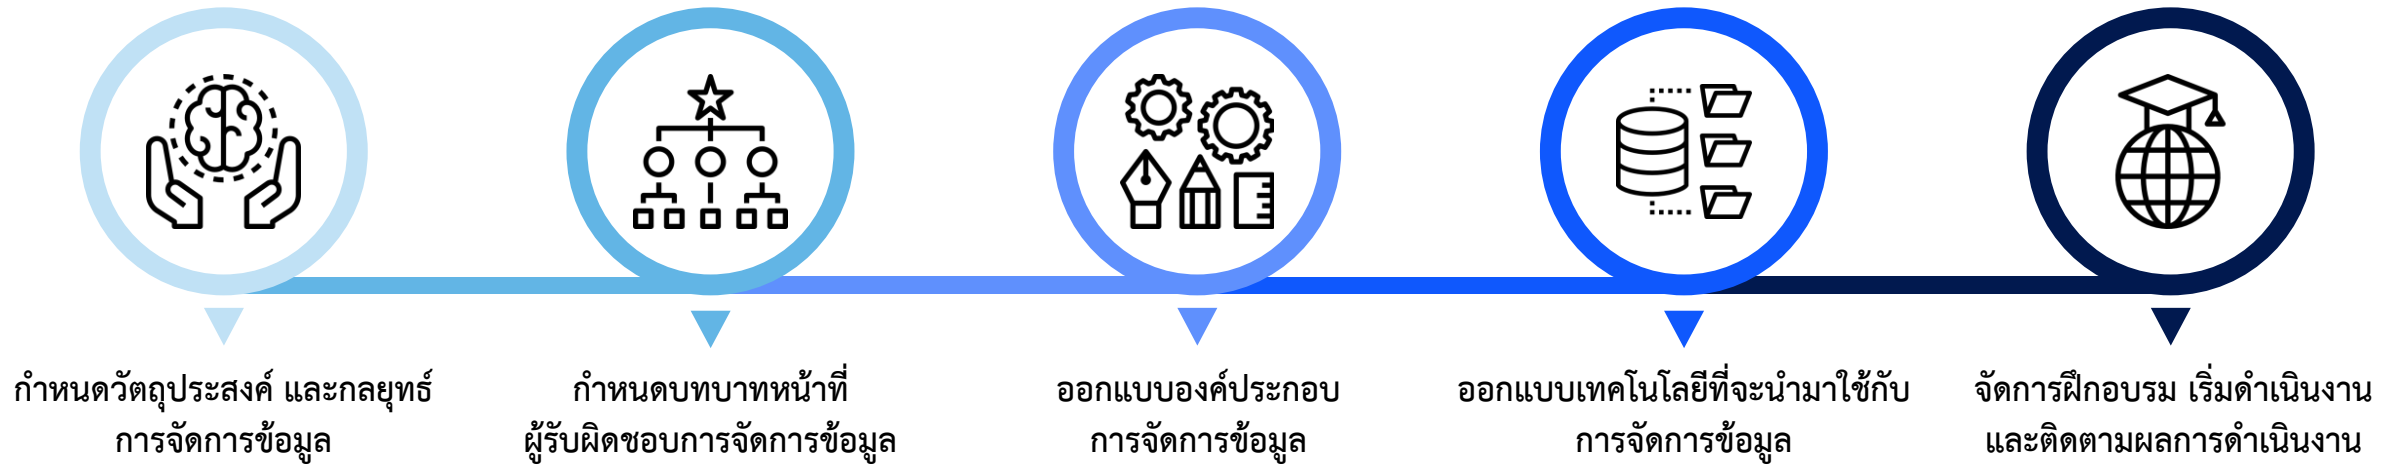 กำหนดวัตถุประสงค์ และกลยุทธ์
การจัดการข้อมูล
กำหนดบทบาทหน้าที่
ผู้รับผิดชอบการจัดการข้อมูล
ออกแบบองค์ประกอบ
การจัดการข้อมูล
ออกแบบเทคโนโลยีที่จะนำมาใช้กับ
การจัดการข้อมูล
จัดการฝึกอบรม เริ่มดำเนินงาน
และติดตามผลการดำเนินงาน